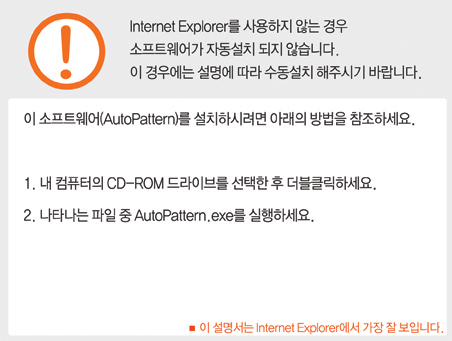 Internet Explorer를 사용하지 않는 경우
소프트웨어가 자동설치 되지 않습니다.
이 경우에는 설명에 따라 수동설치 해주시기 바랍니다.
이 소프트웨어(AutoPattern)를 설치하시려면 아래의 방법을 참조하세요.
1. 내 컴퓨터의 CD-ROM 드라이브를 선택한 후 더블클릭하세요.
2. 나타나는 파일 중 AutoPattern.exe를 실행하세요.
■ 이 설명서는 Internet Explorer에서 가장 잘 보입니다.